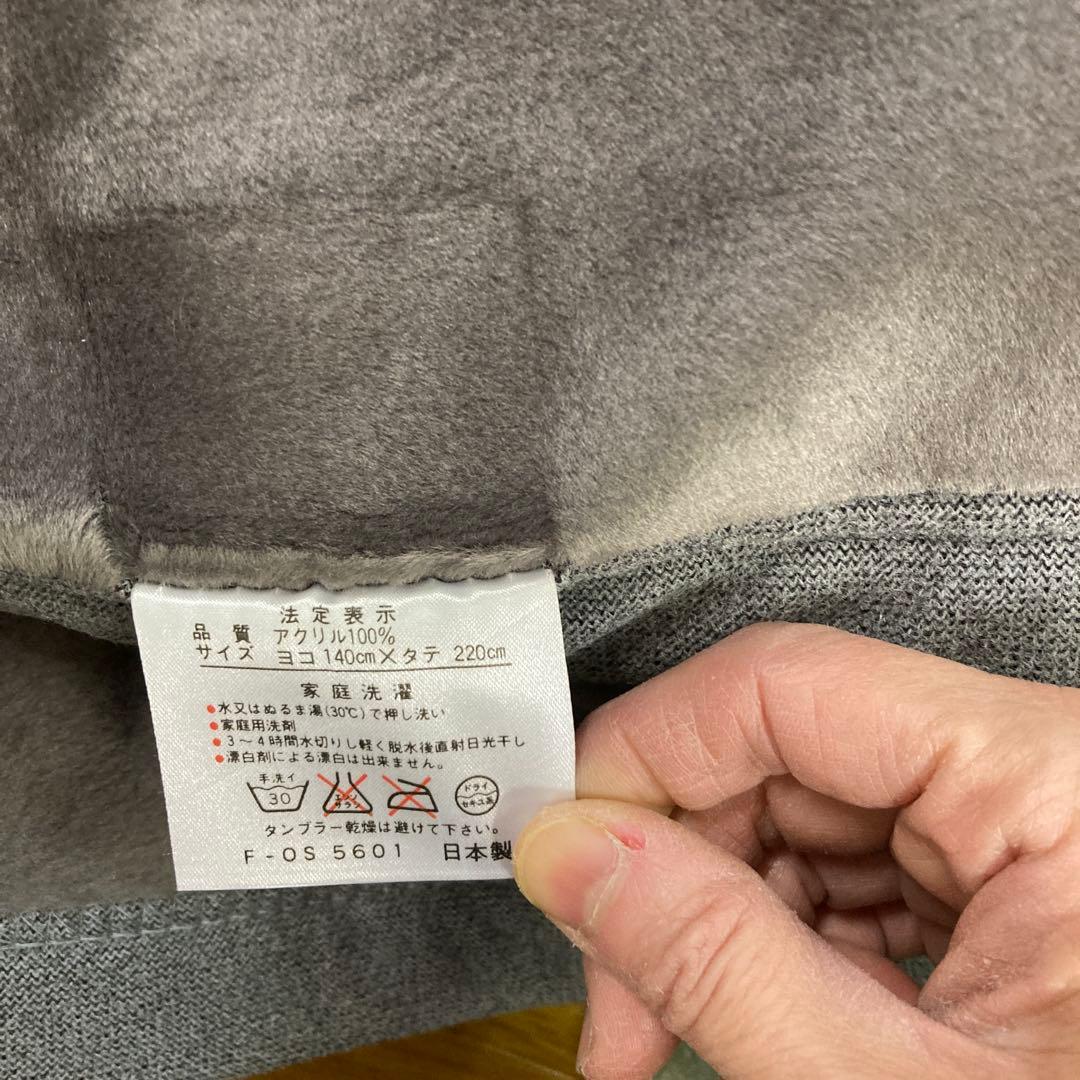 法定表示
品質 アクリル100%
サイズ ヨコ140cm×タテ 220cm
家庭洗濯
●水又はぬるま湯(30℃)で押し洗い
●家庭用洗剤
●3～4時間水切りし軽く脱水後直射日光干し
●漂白剤による漂白は出来ません。
手洗イ 30 エンソサラシ ドライセキユ系
タンブラー乾燥は避けて下さい。
F-OS 5601 日本製